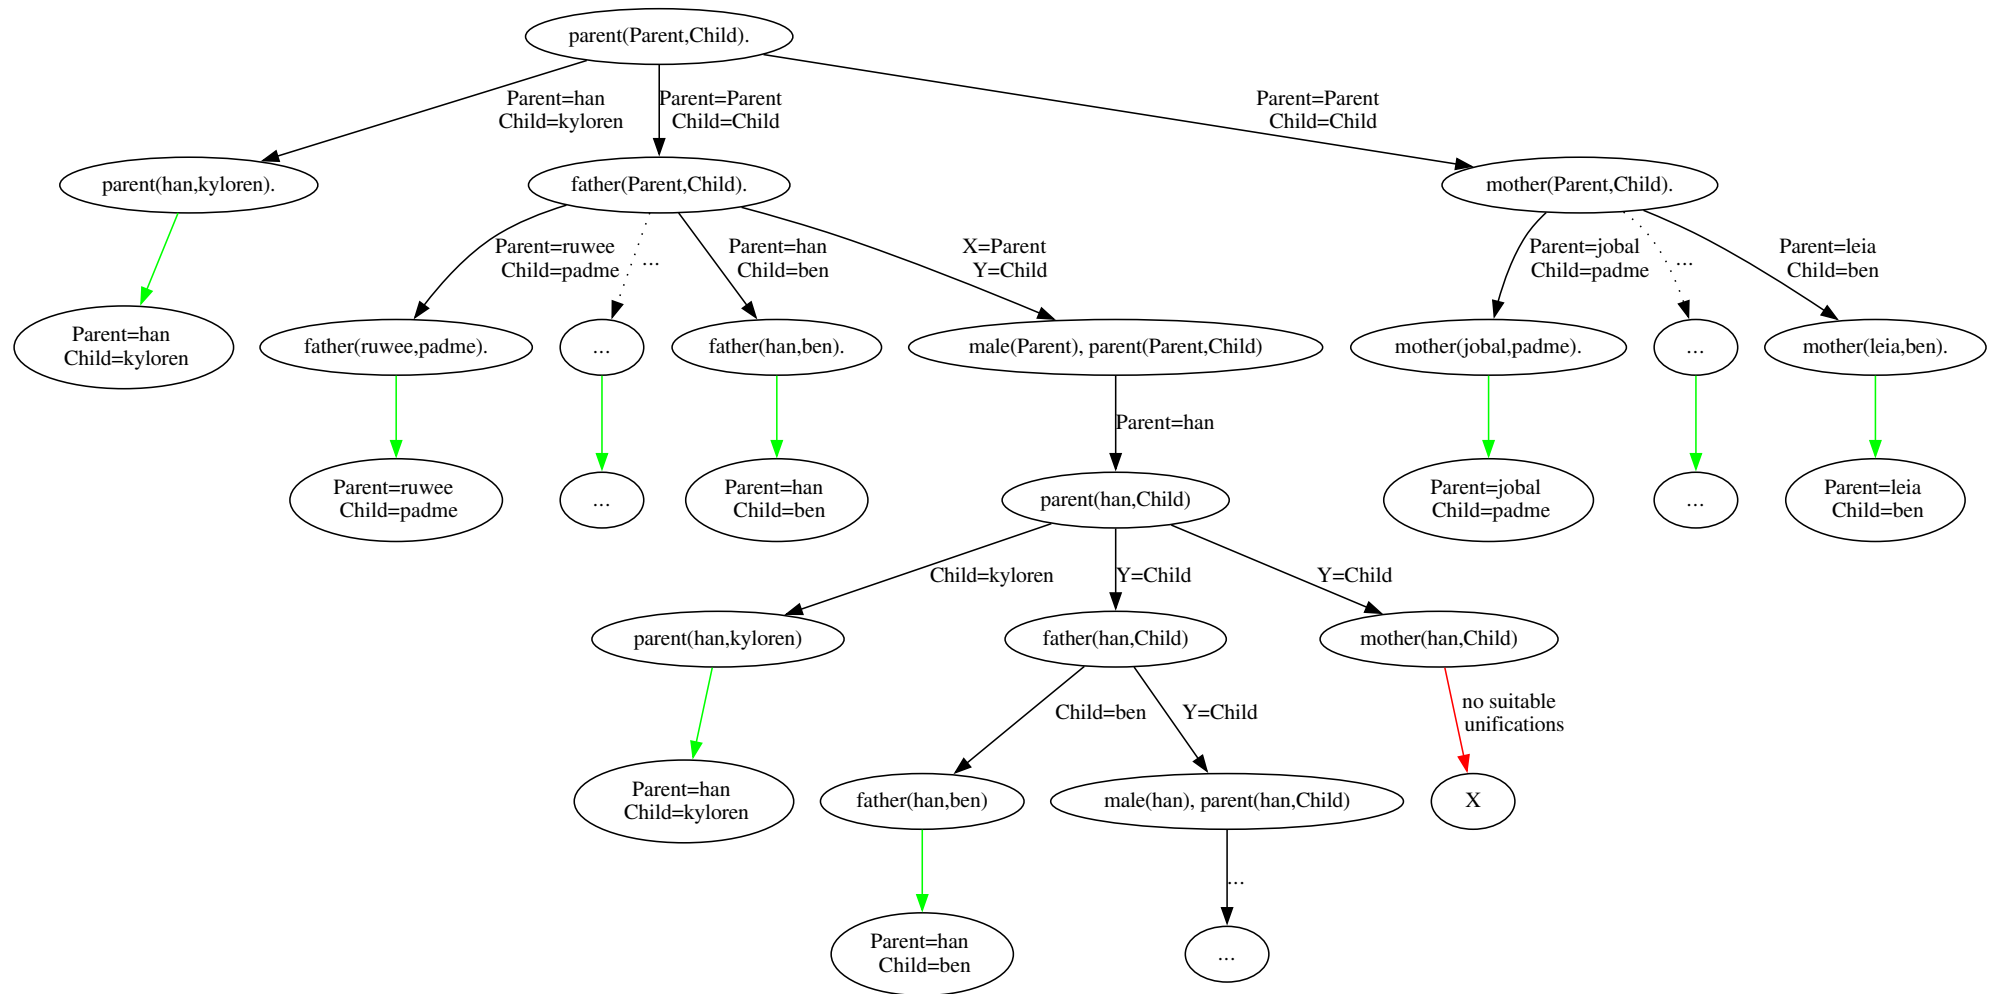 parent(Parent,Child).
Parent=han
Child=kyloren
Parent=Parent
Child=Child
Parent=Parent
Child=Child
parent(han,kyloren).
father(Parent,Child).
mother(Parent,Child).
Parent=ruwee
Child=padme
...
Parent=han
Child=ben
X=Parent
Y=Child
Parent=jobal
Child=padme
...
Parent=leia
Child=ben
Parent=han
Child=kyloren
father(ruwee,padme).
...
father(han,ben).
male(Parent), parent(Parent,Child)
mother(jobal,padme).
...
mother(leia,ben).
Parent=han
Parent=ruwee
Child=padme
...
Parent=han
Child=ben
parent(han,Child)
Parent=jobal
Child=padme
...
Parent=leia
Child=ben
Child=kyloren
Y=Child
Y=Child
parent(han,kyloren)
father(han,Child)
mother(han,Child)
Child=ben
Y=Child
no suitable
unifications
Parent=han
Child=kyloren
father(han,ben)
male(han), parent(han,Child)
X
...
Parent=han
Child=ben
...